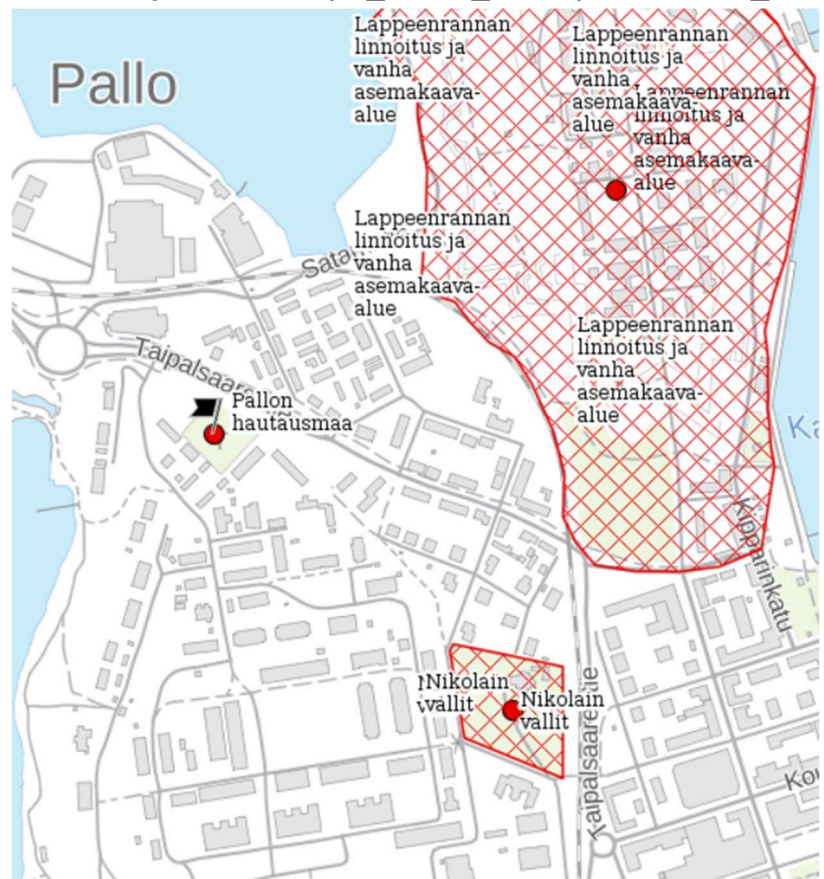 Lappeenrannan
linnoitus ja
vanha
asemakaava-
alue
Lappeenrannan
linnoitus ja
vanha
asemakaava-
alue
Lappeenrannan
linnoitus ja
vanha
asemakaava-
alue
Pallo
Lappeenrannan
linnoitus ja
vanha
asemakaava-
alue
Lappeenrannan
linnoitus ja
vanha
asemakaava-
alue
Pallon
hautausmaa
Kipparinkatu
Nikolain
vallit
Nikolain
vallit